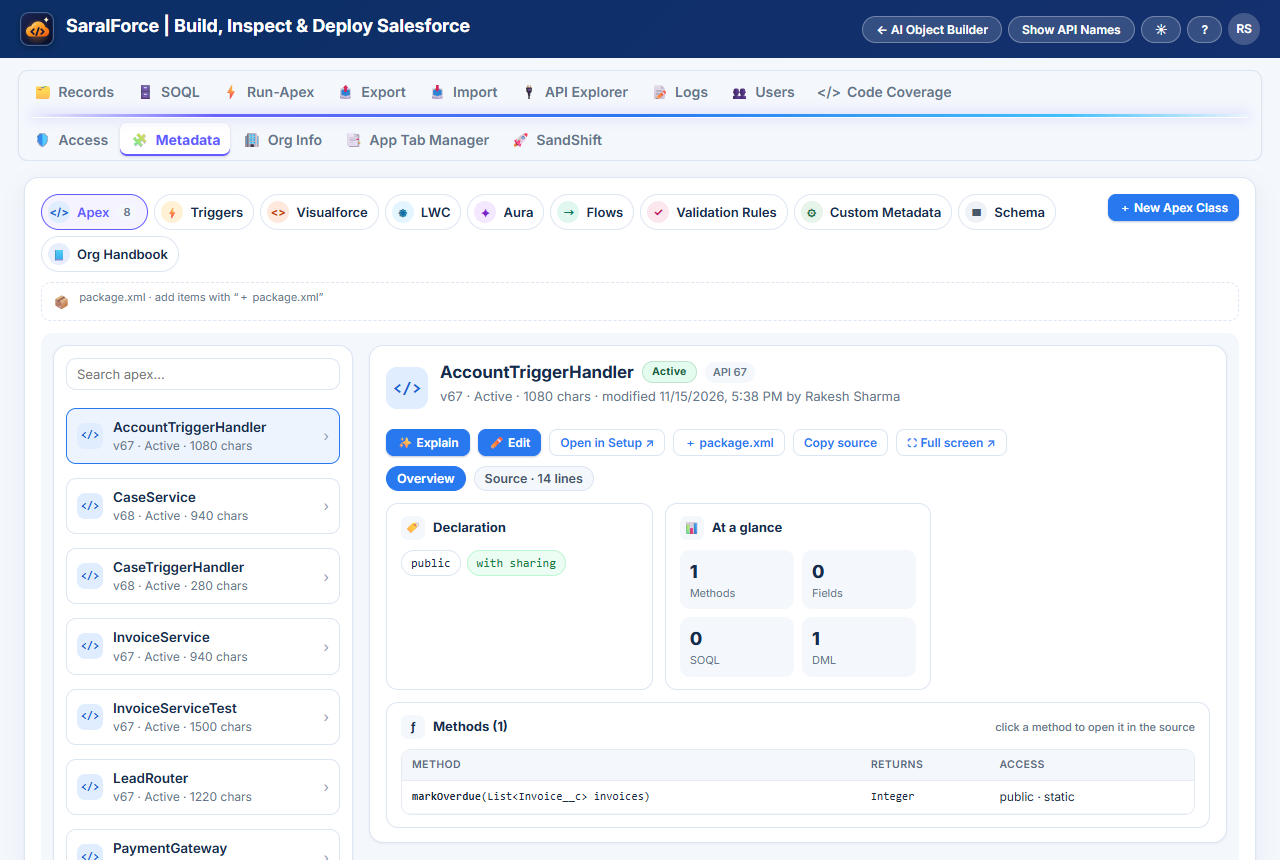 SaralForce | Build, Inspect & Deploy Salesforce
← AI Object Builder
Show API Names
?
RS
Records
SOQL
Run-Apex
Export
Import
API Explorer
Logs
Users
</> Code Coverage
Access
Metadata
Org Info
App Tab Manager
SandShift
</> Apex 8
Triggers
<> Visualforce
LWC
Aura
→ Flows
Validation Rules
Custom Metadata
Schema
+ New Apex Class
Org Handbook
package.xml · add items with “+ package.xml”
Search apex...
</> AccountTriggerHandler
v67 · Active · 1080 chars ›
</> CaseService
v68 · Active · 940 chars ›
</> CaseTriggerHandler
v68 · Active · 280 chars ›
</> InvoiceService
v67 · Active · 940 chars ›
</> InvoiceServiceTest
v67 · Active · 1500 chars ›
</> LeadRouter
v67 · Active · 1220 chars ›
</> PaymentGateway
</> AccountTriggerHandler Active API 67
v67 · Active · 1080 chars · modified 11/15/2026, 5:38 PM by Rakesh Sharma
Explain
Edit
Open in Setup ↗
+ package.xml
Copy source
Full screen ↗
Overview
Source · 14 lines
Declaration
public
with sharing
At a glance
1
Methods
0
Fields
0
SOQL
1
DML
ƒ Methods (1)
click a method to open it in the source
METHOD RETURNS ACCESS
markOverdue(List<Invoice__c> invoices) Integer public · static